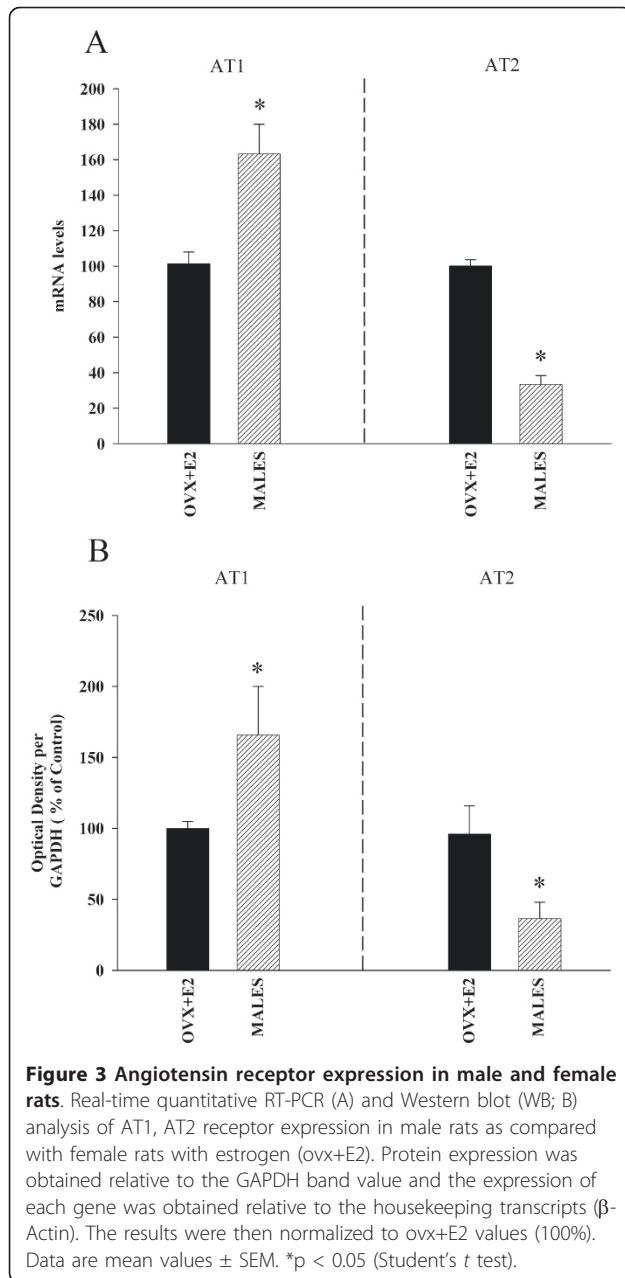 A
AT1
AT2
200
180
160
140
120
100
80
60
40
20
0
mRNA levels
*
*
OVX+E2
MALES
OVX+E2
MALES
B
AT1
AT2
250
200
150
100
50
0
Optical Density per
GAPDH ( % of Control)
*
*
OVX+E2
MALES
OVX+E2
MALES
Figure 3 Angiotensin receptor expression in male and female
rats. Real-time quantitative RT-PCR (A) and Western blot (WB; B)
analysis of AT1, AT2 receptor expression in male rats as compared
with female rats with estrogen (ovx+E2). Protein expression was
obtained relative to the GAPDH band value and the expression of
each gene was obtained relative to the housekeeping transcripts (β-
Actin). The results were then normalized to ovx+E2 values (100%).
Data are mean values ± SEM. *p < 0.05 (Student's t test).